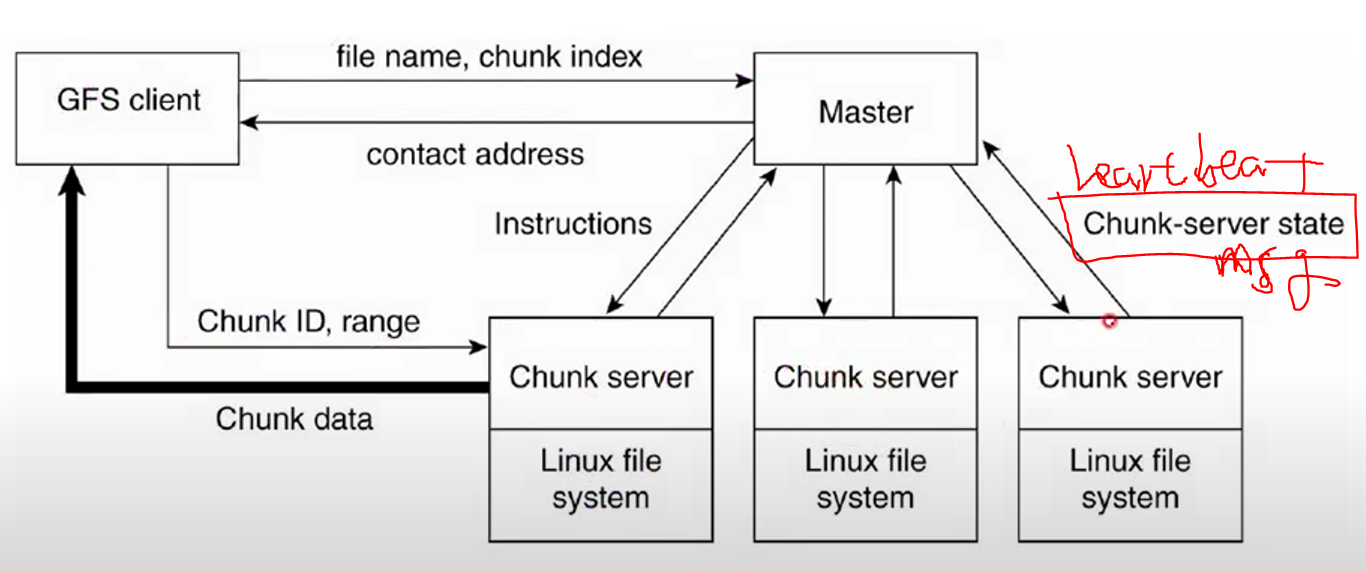 file name, chunk index
GFS client
Master
contact address
heartbeat
Instructions
Chunk-server state
msg
Chunk ID, range
Chunk server
Chunk server
Chunk server
Chunk data
Linux file
system
Linux file
system
Linux file
system